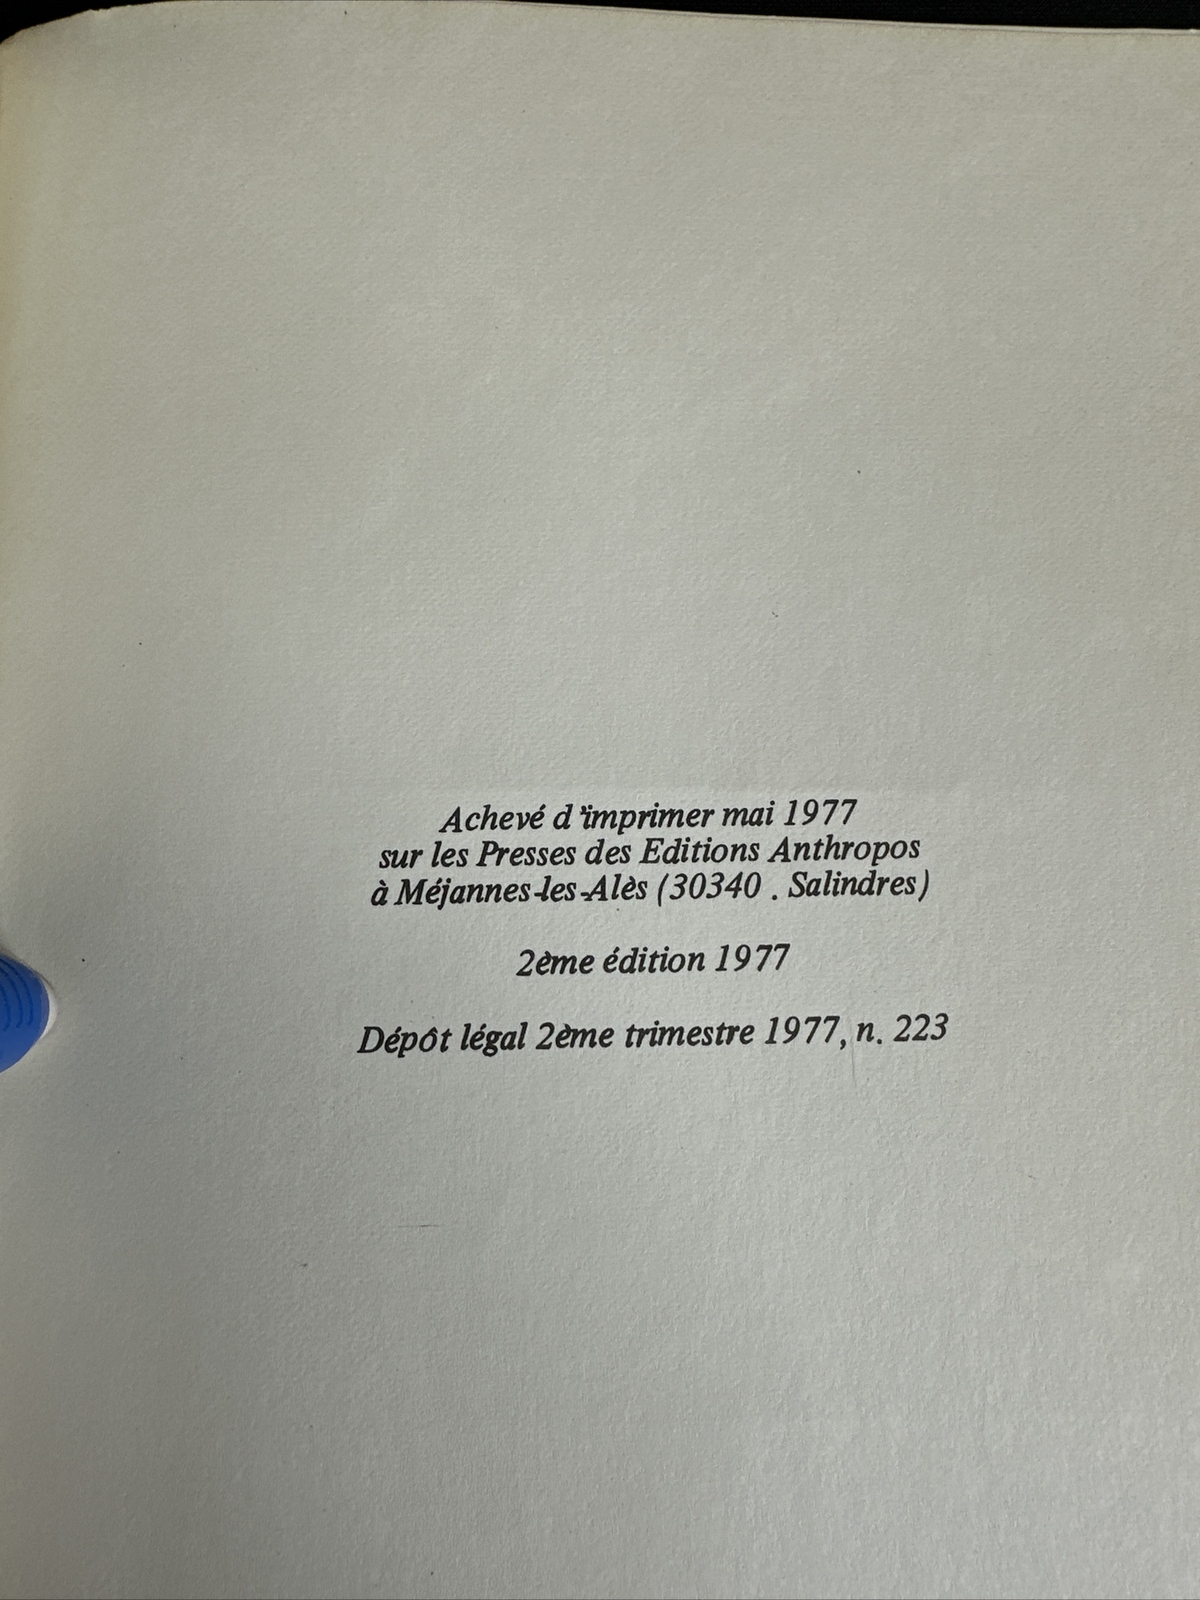 Achevé d'imprimer mai 1977
sur les Presses des Editions Anthropos
à Méjannes-les-Alès (30340 . Salindres)
2ème édition 1977
Dépôt légal 2ème trimestre 1977, n. 223